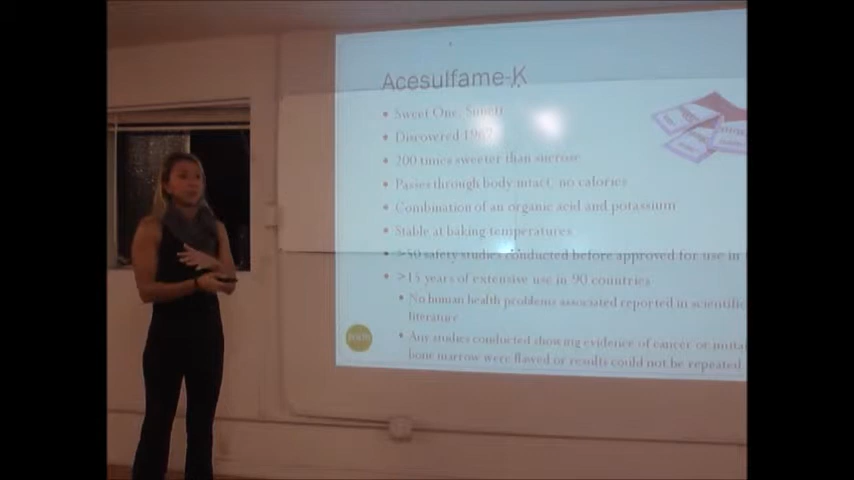 Acesulfame-K
• Sweet One, Sunett
• Discovered 1967
• 200 times sweeter than sucrose
• Passes through body intact, no calories
• Combination of an organic acid and potassium
• Stable at baking temperatures
• >50 safety studies conducted before approved for use in
• >15 years of extensive use in 90 countries
• No human health problems associated reported in scientific
literature
• Any studies conducted showing evidence of cancer or
bone marrow were flawed or results could not be repeated